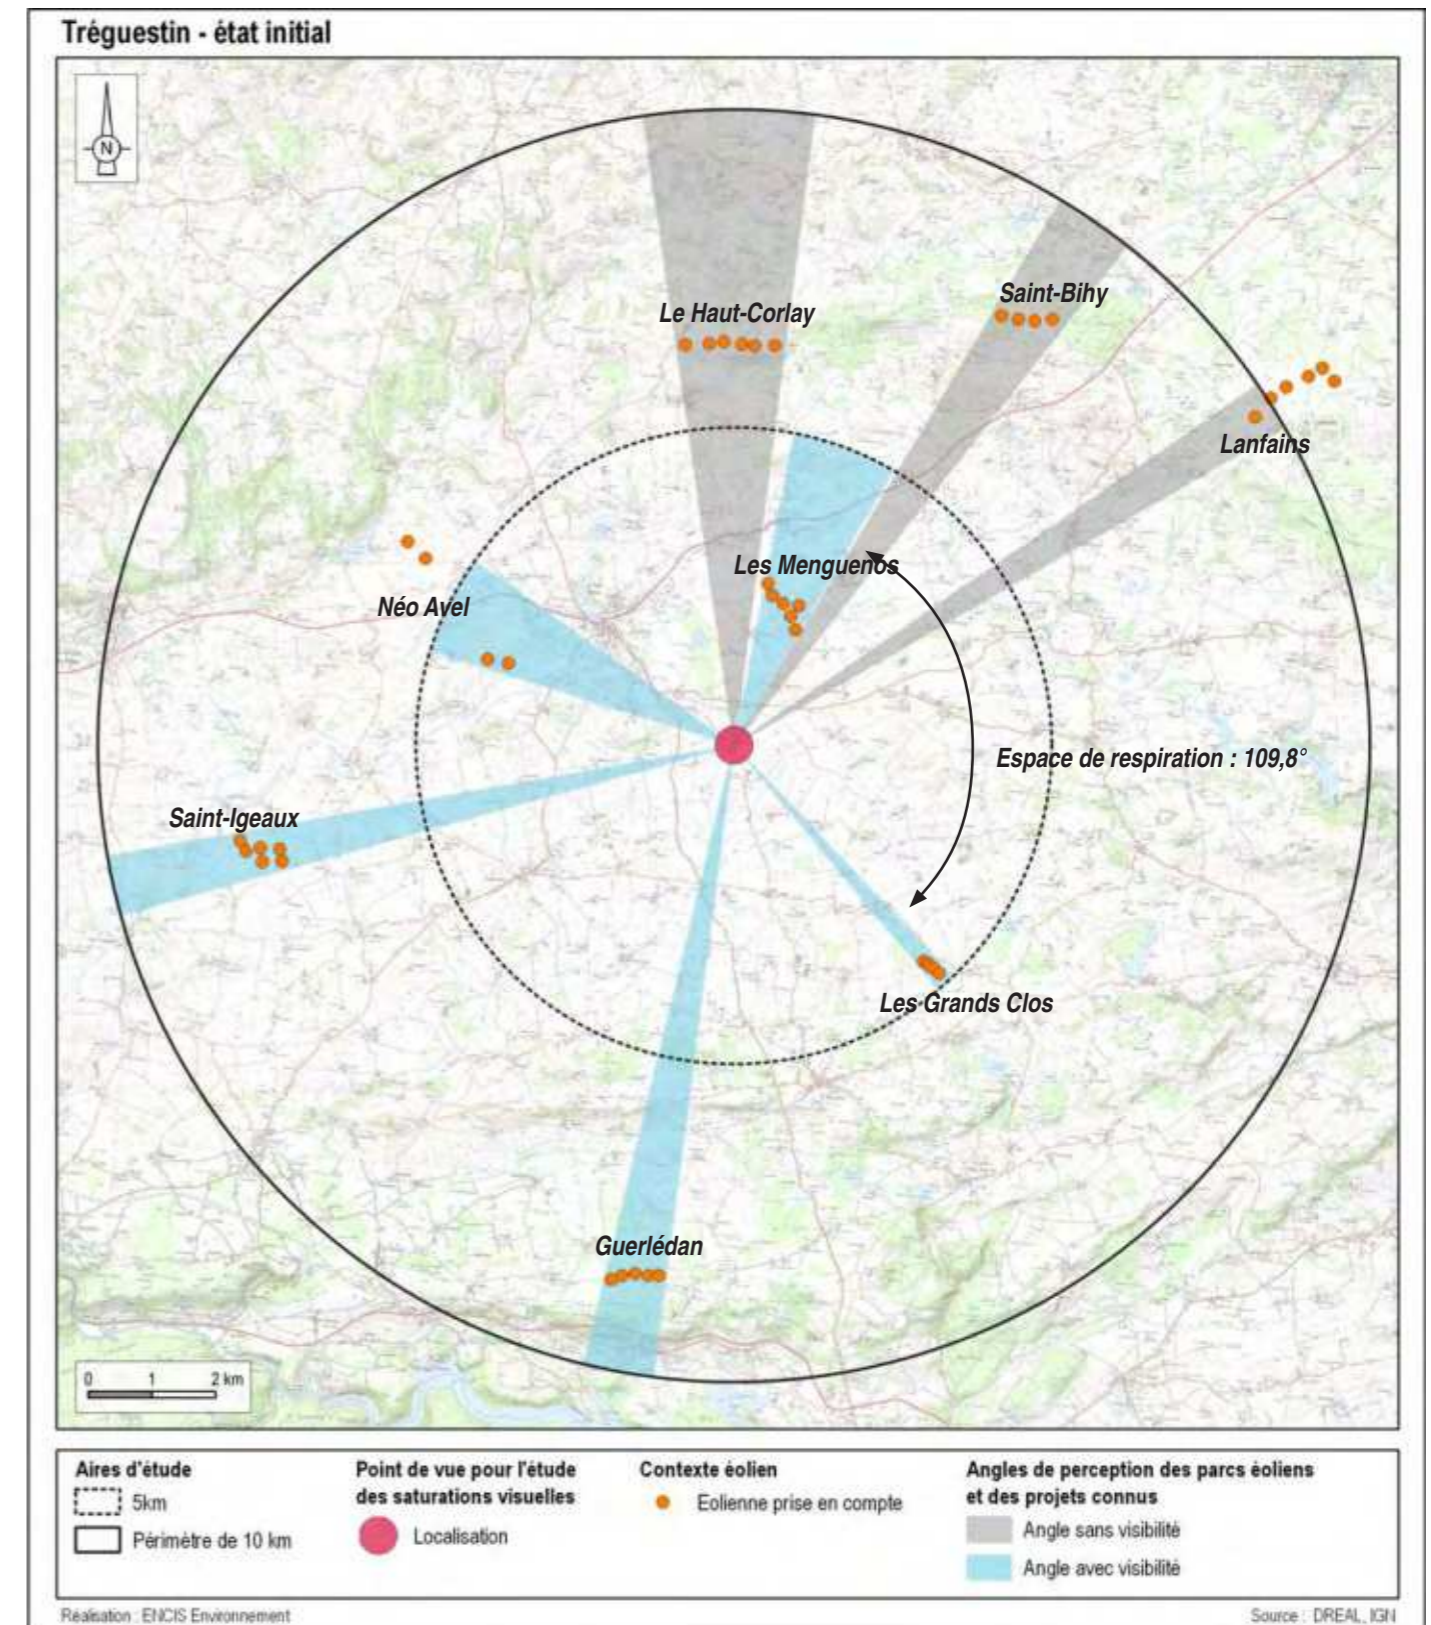 Tréguestin - état initial
N
Saint-Bihy
Le Haut-Corlay
Lanfains
Les Menguenos
Néo Avel
Espace de respiration : 109,8°
Saint-Igeaux
Les Grands Clos
Guerlédan
0 1 2 km
Aires d'étude
5km
Périmètre de 10 km
Point de vue pour l'étude
des saturations visuelles
Localisation
Contexte éolien
Eolienne prise en compte
Angles de perception des parcs éoliens
et des projets connus
Angle sans visibilité
Angle avec visibilité
Réalisation : ENCIS Environnement
Source : DREAL, IGN